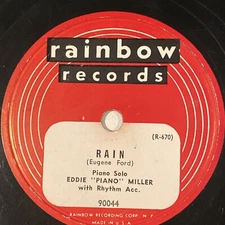 rainbow
records
(R-670)
RAIN
(Eugene Ford)
Piano Solo
EDDIE "PIANO" MILLER
with Rhythm Acc.
90044
RAINBOW RECORDING CORP. N. Y.
MADE IN U.S.A.